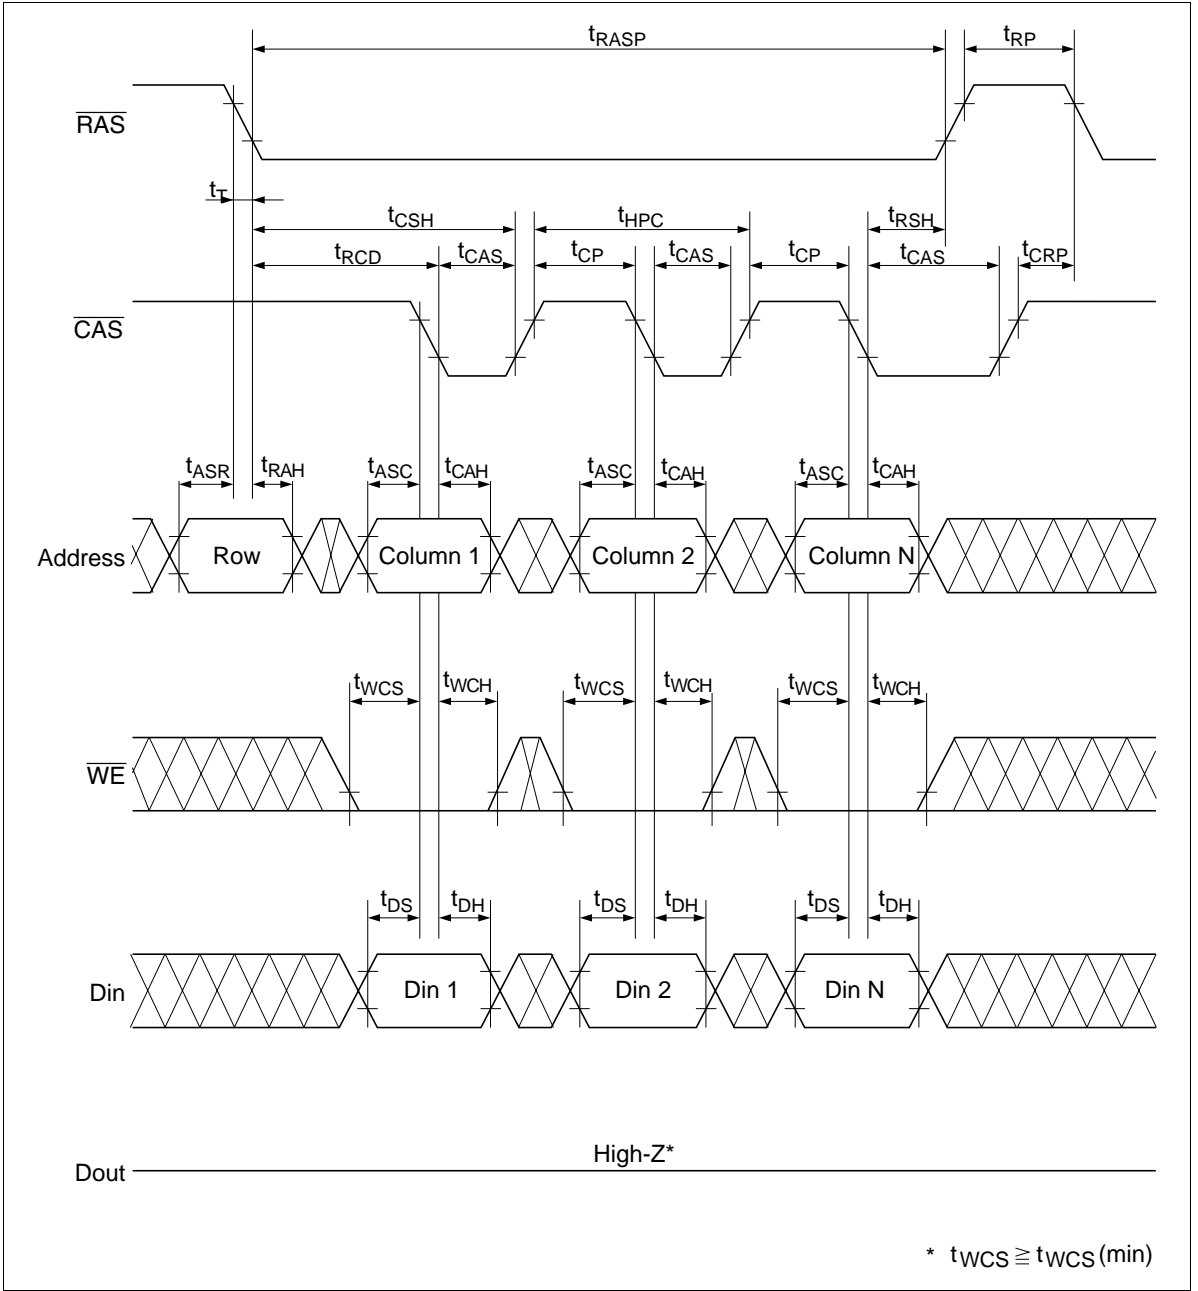 tRASP tRP
RAS
tT
tCSH tHPC tRSH
tRCD tCAS tCP tCAS tCP tCAS tCRP
CAS
tASR tRAH tASC tCAH tASC tCAH tASC tCAH
Address Row Column 1 Column 2 Column N
tWCS tWCH tWCS tWCH tWCS tWCH
WE
tDS tDH tDS tDH tDS tDH
Din Din 1 Din 2 Din N
High-Z*
Dout
* tWCS ≧ tWCS (min)